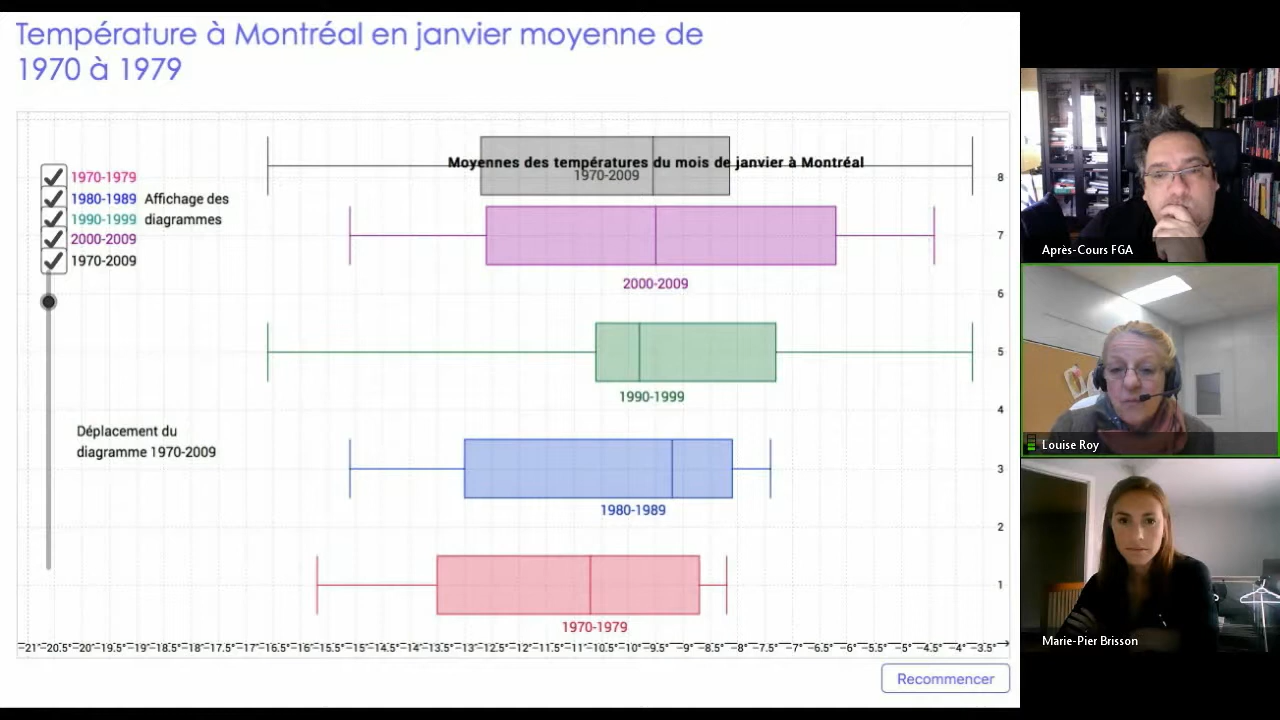 Température à Montréal en janvier moyenne de
1970 à 1979
Moyennes des températures du mois de janvier à Montréal
1970-2009
1970-1979
1980-1989
1990-1999
2000-2009
1970-2009
Affichage des
diagrammes
2000-2009
1990-1999
Déplacement du
diagramme 1970-2009
1980-1989
1970-1979
8
7
6
5
4
3
2
1
-21° -20.5° -20° -19.5° -19° -18.5° -18° -17.5° -17° -16.5° -16° -15.5° -15° -14.5° -14° -13.5° -13° -12.5° -12° -11.5° -11° -10.5° -10° -9.5° -9° -8.5° -8° -7.5° -7° -6.5° -6° -5.5° -5° -4.5° -4° -3.5°
Recommencer
Après-Cours FGA
Louise Roy
Marie-Pier Brisson